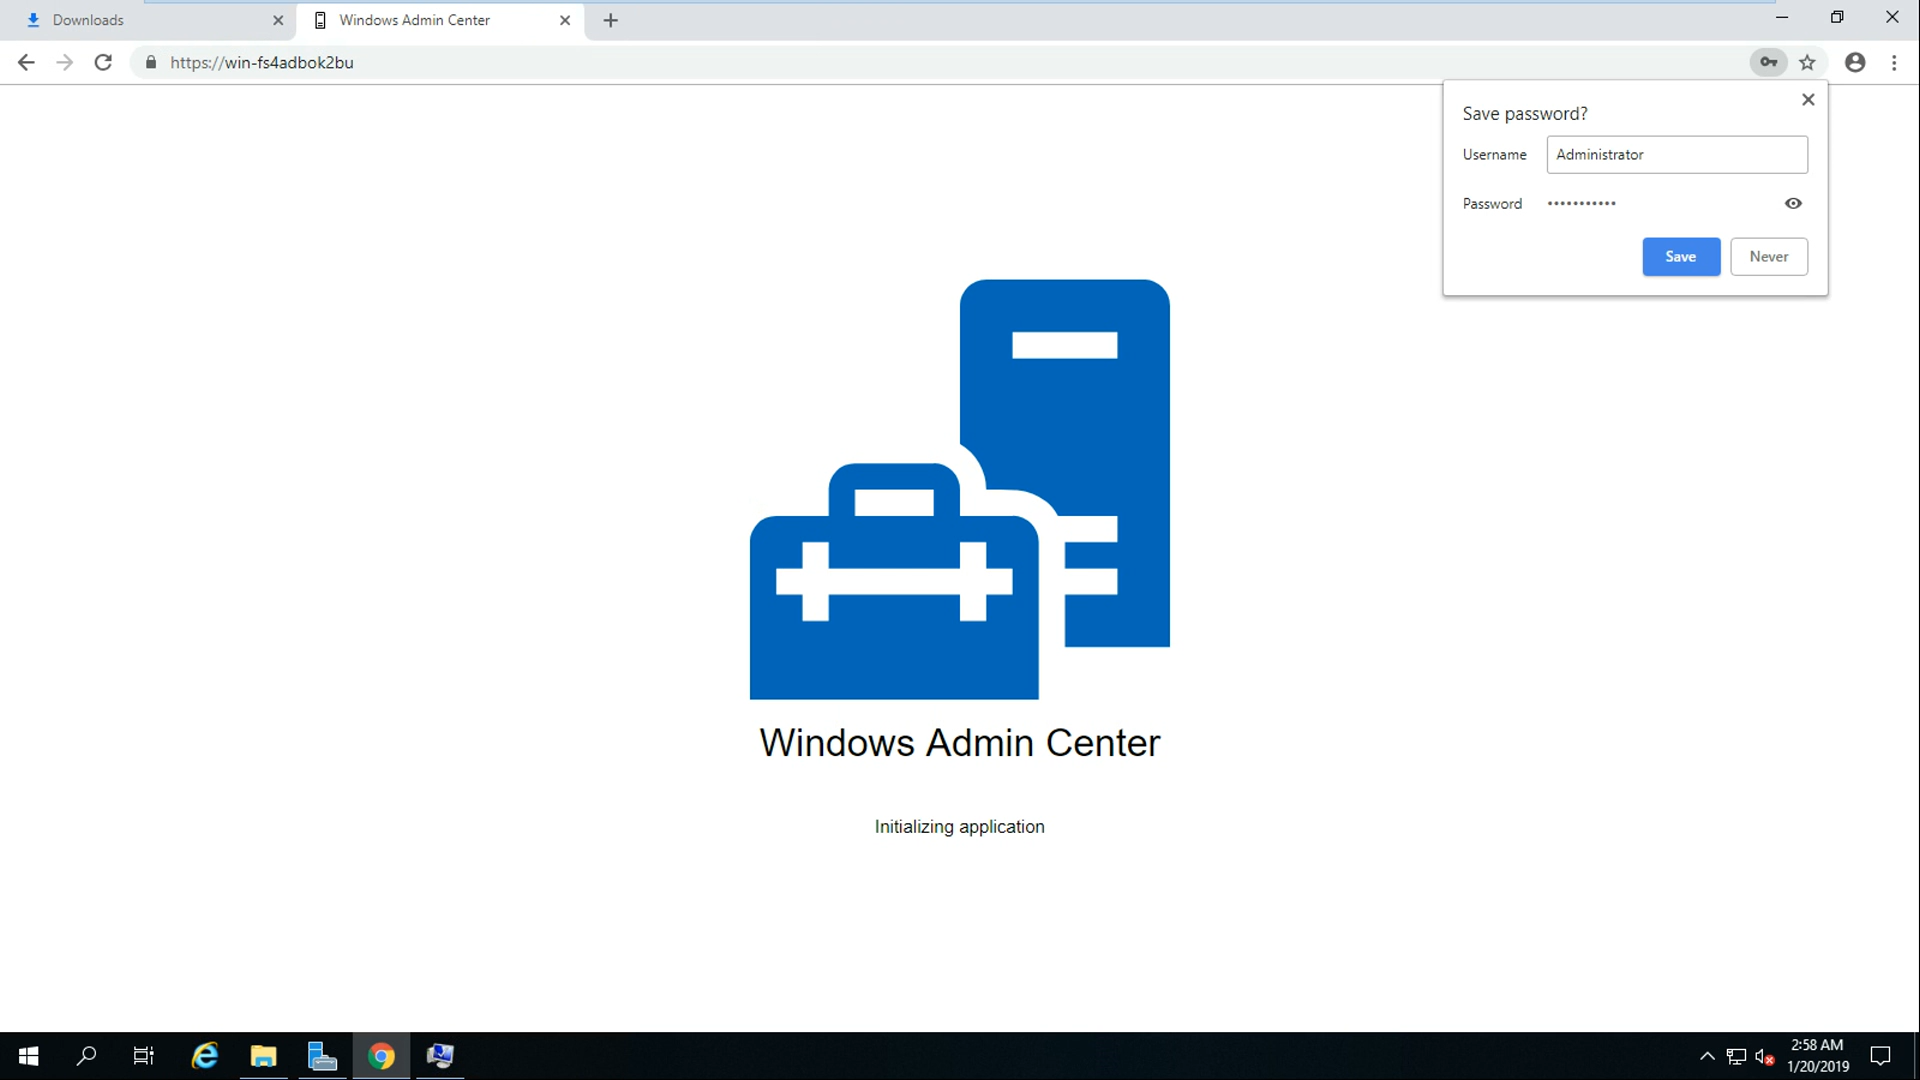 Downloads
Windows Admin Center
https://win-fs4adbok2bu
Save password?
Username Administrator
Password •••••••••••
Save Never
Windows Admin Center
Initializing application
2:58 AM
1/20/2019